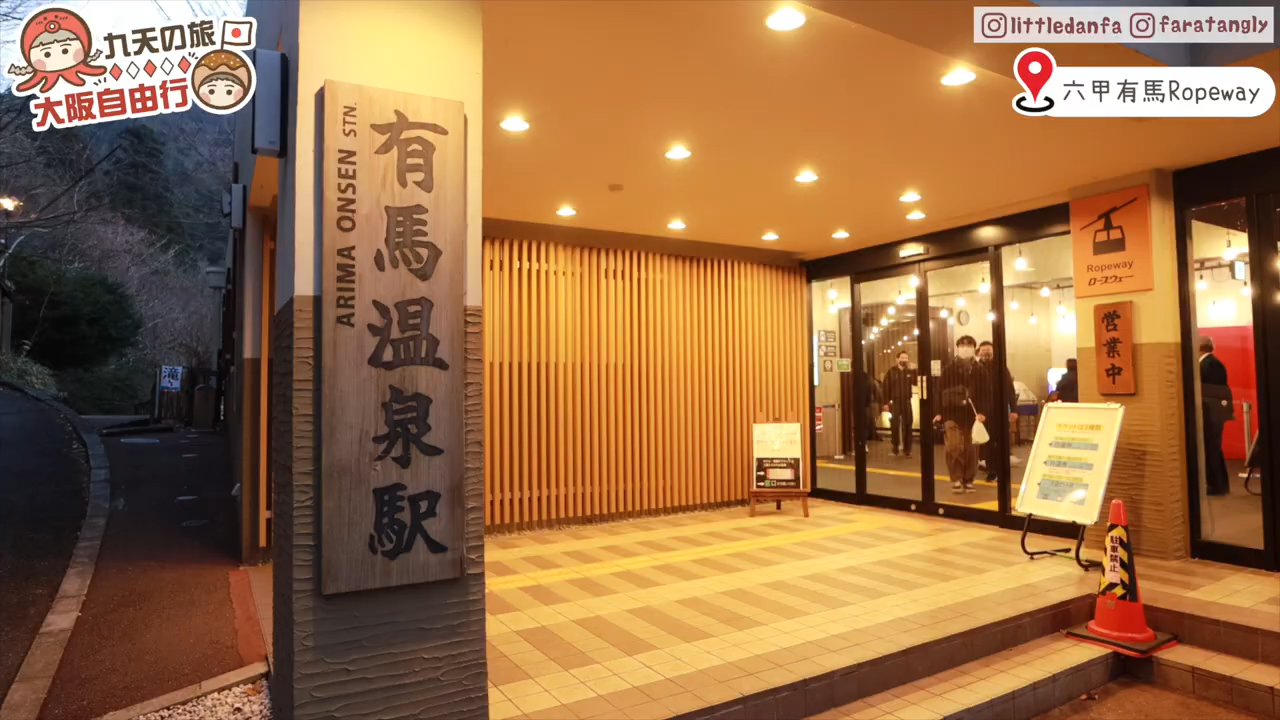 九天の旅
大阪自由行
littledanfa faratangly
六甲有馬Ropeway
有馬温泉駅
ARIMA ONSEN STN.
Ropeway
ロープウェー
営業中
滝
駐車禁止